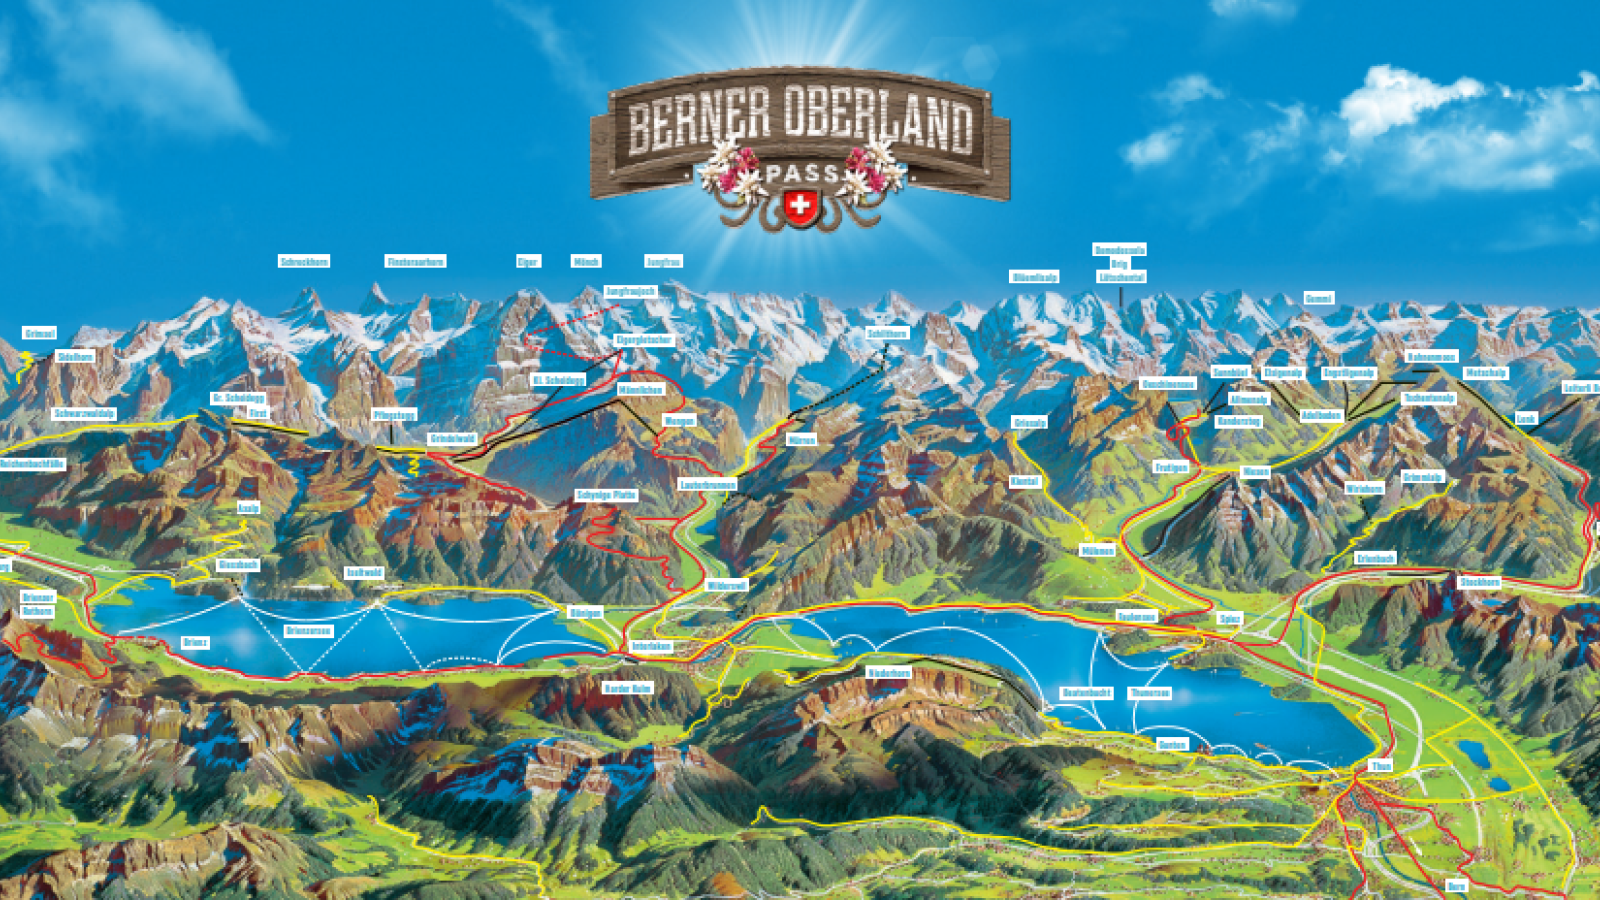 BERNER OBERLAND
PASS
Schreckhorn
Finsteraarhorn
Eiger
Mönch
Jungfrau
Jungfraujoch
Blüemlisalp
Domodossola
Brig
Lötschental
Gemmi
Grimsel
Sidelhorn
Eigergletscher
Schilthorn
Hahnenmoos
Kl. Scheidegg
Männlichen
Oeschinensee
Sunnbüel
Elsigenalp
Engstligenalp
Metschalp
Gr. Scheidegg
First
Schwarzwaldalp
Pfingstegg
Allmenalp
Adelboden
Lenk
Grindelwald
Wengen
Mürren
Griesalp
Kandersteg
Reichenbachfälle
Lauterbrunnen
Kiental
Frutigen
Niesen
Wiriehorn
Grimmialp
Schynige Platte
Axalp
Mülenen
Erlenbach
Giessbach
Iseltwald
Wilderswil
Stockhorn
Brienzer
Rothorn
Brienz
Brienzersee
Bönigen
Interlaken
Faulensee
Spiez
Harder Kulm
Niederhorn
Beatenbucht
Thunersee
Gunten
Thun
Bern